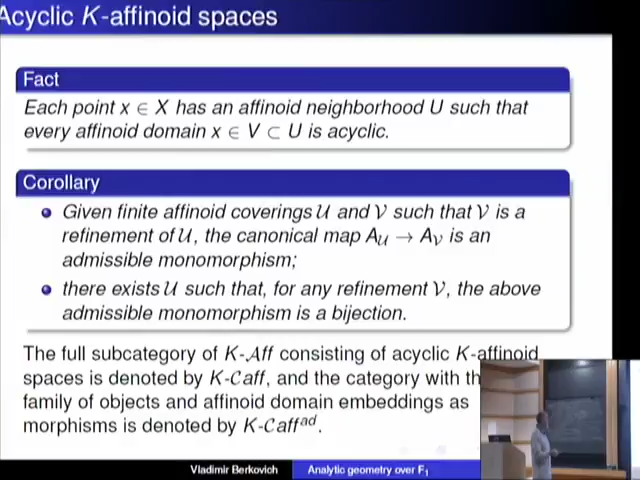 Acyclic K-affinoid spaces
Fact
Each point x ∈ X has an affinoid neighborhood U such that
every affinoid domain x ∈ V ⊂ U is acyclic.
Corollary
Given finite affinoid coverings 𝒰 and 𝒱 such that 𝒱 is a
refinement of 𝒰, the canonical map A_𝒰 → A_𝒱 is an
admissible monomorphism;
there exists 𝒰 such that, for any refinement 𝒱, the above
admissible monomorphism is a bijection.
The full subcategory of K-𝒜ff consisting of acyclic K-affinoid
spaces is denoted by K-𝒞aff, and the category with th
family of objects and affinoid domain embeddings as
morphisms is denoted by K-𝒞aff^ad.
Vladimir Berkovich
Analytic geometry over F₁